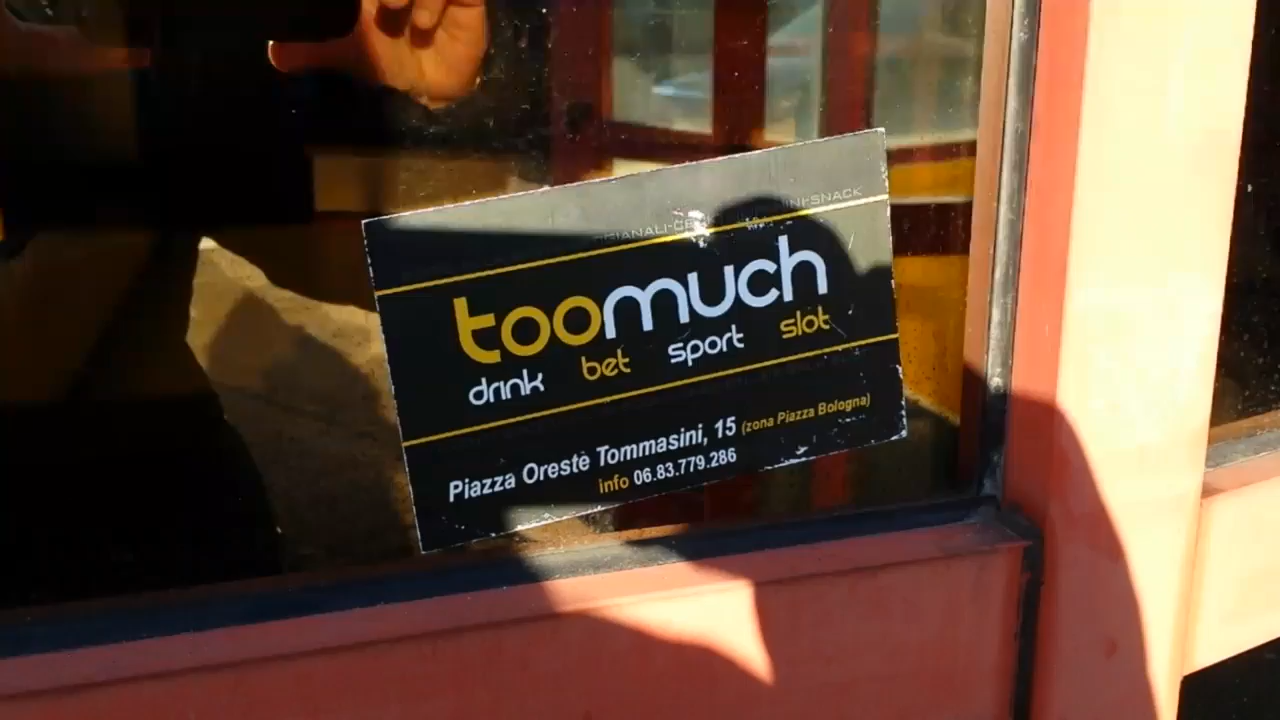 toomuch
drink bet sport slot
Piazza Oreste Tommasini, 15 (zona Piazza Bologna)
info 06.83.779.286